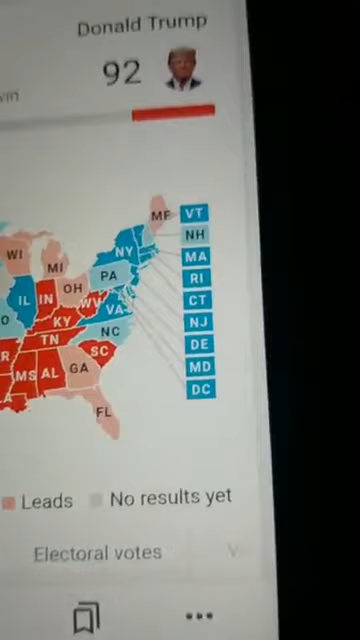 Donald Trump
92
win
ME VT
WI NH
NY MA
MI
PA RI
OH
IL IN CT
WV
VA NJ
O KY
NC DE
TN
R SC MD
MS AL GA
DC
FL
Leads No results yet
Electoral votes